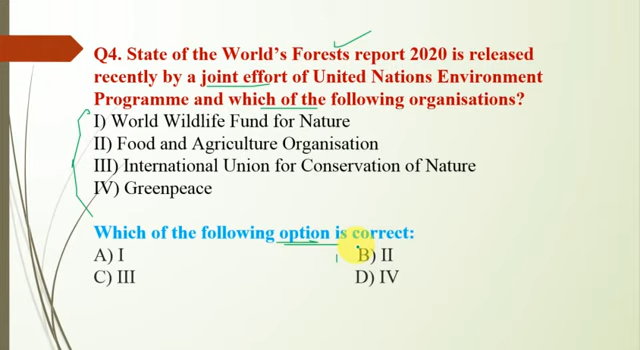 Q4. State of the World's Forests report 2020 is released
recently by a joint effort of United Nations Environment
Programme and which of the following organisations?
I) World Wildlife Fund for Nature
II) Food and Agriculture Organisation
III) International Union for Conservation of Nature
IV) Greenpeace
Which of the following option is correct:
A) I B) II
C) III D) IV